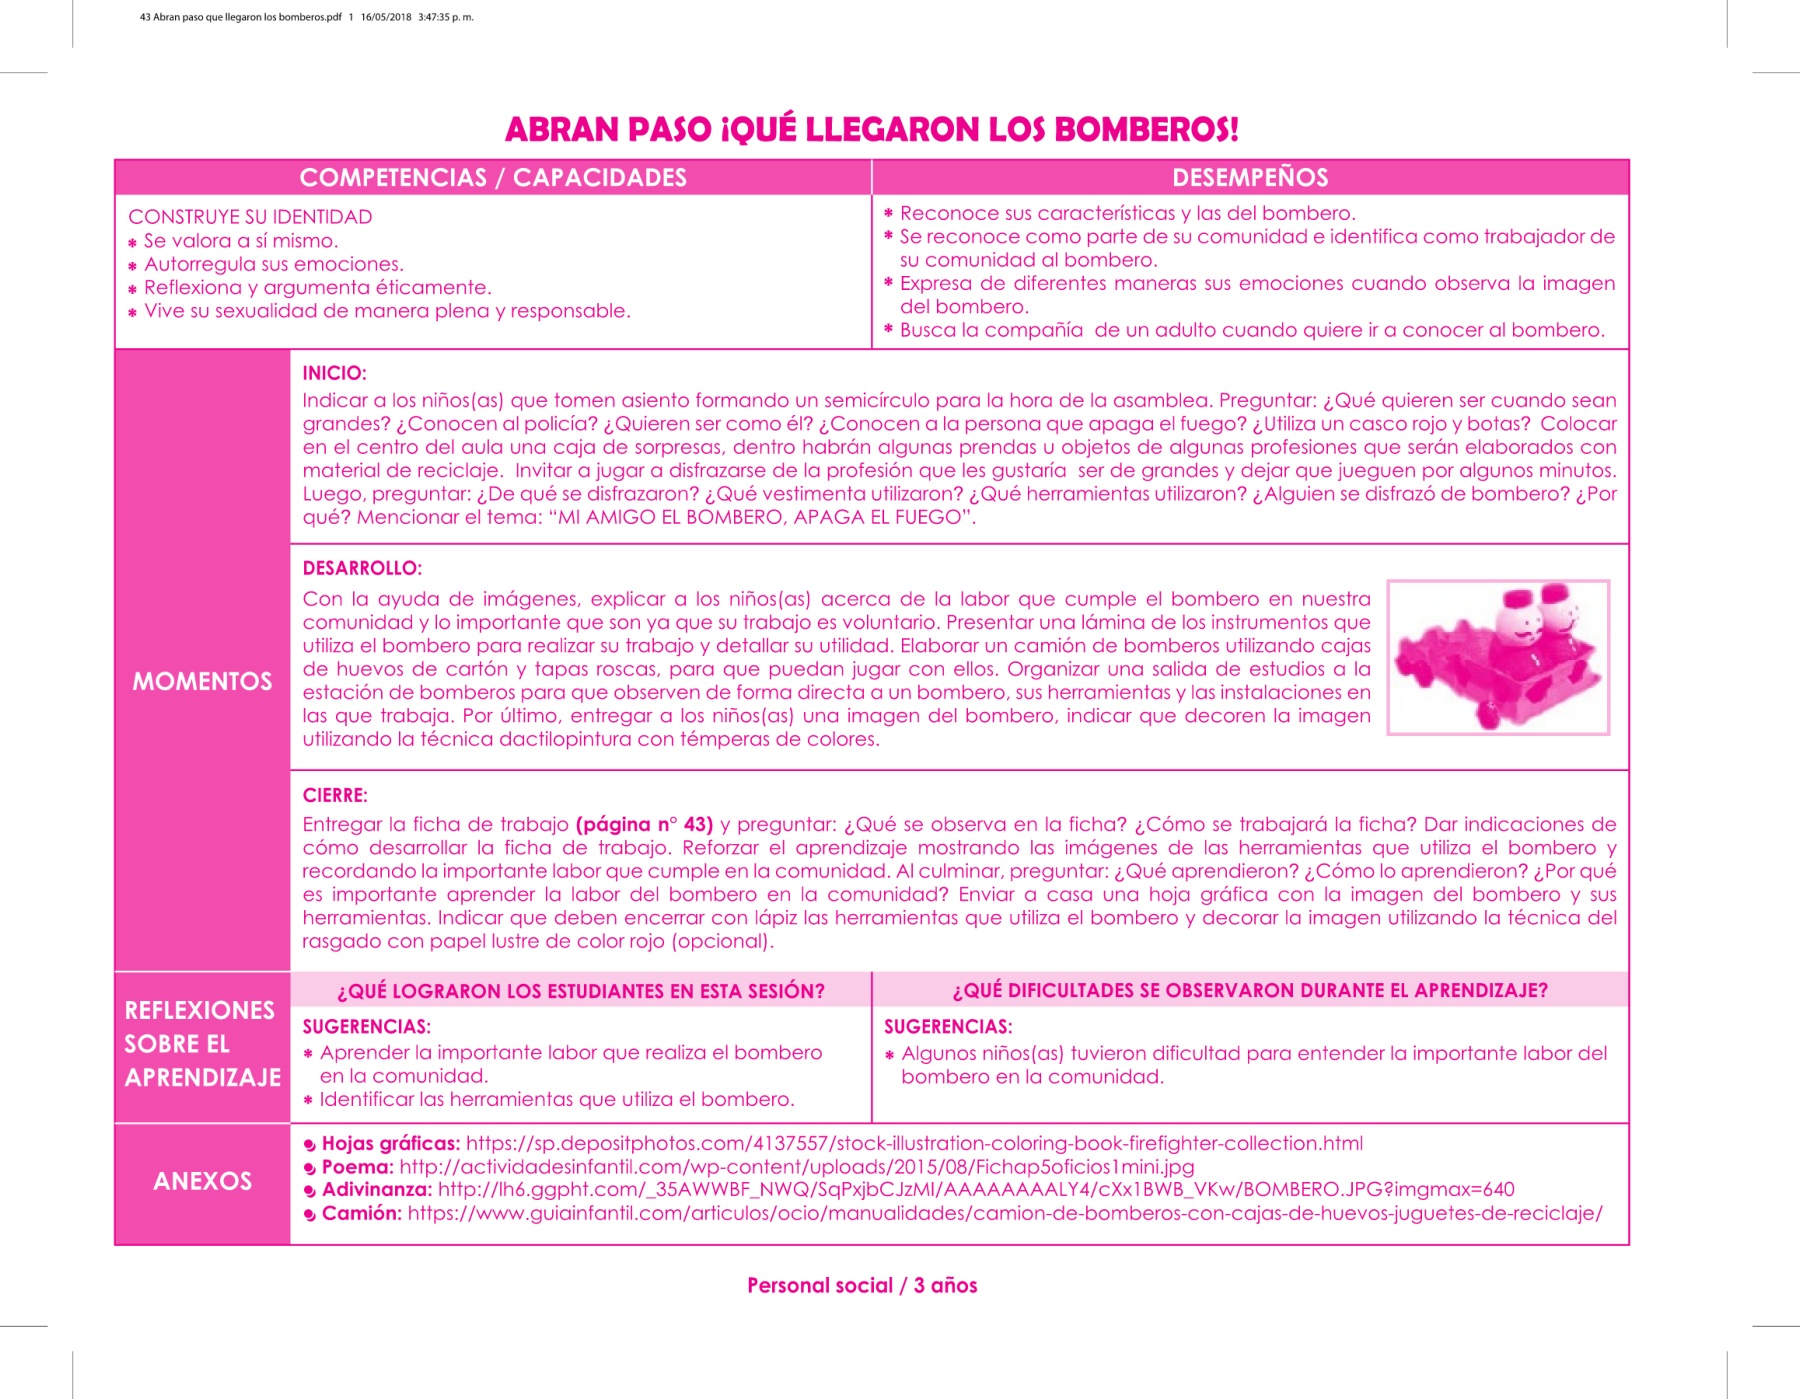 43 Abran paso que llegaron los bomberos.pdf 1 16/05/2018 3:47:35 p. m.
ABRAN PASO ¡QUÉ LLEGARON LOS BOMBEROS!
COMPETENCIAS / CAPACIDADES
CONSTRUYE SU IDENTIDAD
* Se valora a sí mismo.
* Autorregula sus emociones.
* Reflexiona y argumenta éticamente.
* Vive su sexualidad de manera plena y responsable.
DESEMPEÑOS
* Reconoce sus características y las del bombero.
* Se reconoce como parte de su comunidad e identifica como trabajador de
su comunidad al bombero.
* Expresa de diferentes maneras sus emociones cuando observa la imagen
del bombero.
* Busca la compañía de un adulto cuando quiere ir a conocer al bombero.
MOMENTOS
INICIO:
Indicar a los niños(as) que tomen asiento formando un semicírculo para la hora de la asamblea. Preguntar: ¿Qué quieren ser cuando sean
grandes? ¿Conocen al policía? ¿Quieren ser como él? ¿Conocen a la persona que apaga el fuego? ¿Utiliza un casco rojo y botas? Colocar
en el centro del aula una caja de sorpresas, dentro habrán algunas prendas u objetos de algunas profesiones que serán elaborados con
material de reciclaje. Invitar a jugar a disfrazarse de la profesión que les gustaría ser de grandes y dejar que jueguen por algunos minutos.
Luego, preguntar: ¿De qué se disfrazaron? ¿Qué vestimenta utilizaron? ¿Qué herramientas utilizaron? ¿Alguien se disfrazó de bombero? ¿Por
qué? Mencionar el tema: “MI AMIGO EL BOMBERO, APAGA EL FUEGO”.
DESARROLLO:
Con la ayuda de imágenes, explicar a los niños(as) acerca de la labor que cumple el bombero en nuestra
comunidad y lo importante que son ya que su trabajo es voluntario. Presentar una lámina de los instrumentos que
utiliza el bombero para realizar su trabajo y detallar su utilidad. Elaborar un camión de bomberos utilizando cajas
de huevos de cartón y tapas roscas, para que puedan jugar con ellos. Organizar una salida de estudios a la
estación de bomberos para que observen de forma directa a un bombero, sus herramientas y las instalaciones en
las que trabaja. Por último, entregar a los niños(as) una imagen del bombero, indicar que decoren la imagen
utilizando la técnica dactilopintura con témperas de colores.
CIERRE:
Entregar la ficha de trabajo (página n° 43) y preguntar: ¿Qué se observa en la ficha? ¿Cómo se trabajará la ficha? Dar indicaciones de
cómo desarrollar la ficha de trabajo. Reforzar el aprendizaje mostrando las imágenes de las herramientas que utiliza el bombero y
recordando la importante labor que cumple en la comunidad. Al culminar, preguntar: ¿Qué aprendieron? ¿Cómo lo aprendieron? ¿Por qué
es importante aprender la labor del bombero en la comunidad? Enviar a casa una hoja gráfica con la imagen del bombero y sus
herramientas. Indicar que deben encerrar con lápiz las herramientas que utiliza el bombero y decorar la imagen utilizando la técnica del
rasgado con papel lustre de color rojo (opcional).
REFLEXIONES
SOBRE EL
APRENDIZAJE
¿QUÉ LOGRARON LOS ESTUDIANTES EN ESTA SESIÓN?
SUGERENCIAS:
* Aprender la importante labor que realiza el bombero
en la comunidad.
* Identificar las herramientas que utiliza el bombero.
¿QUÉ DIFICULTADES SE OBSERVARON DURANTE EL APRENDIZAJE?
SUGERENCIAS:
* Algunos niños(as) tuvieron dificultad para entender la importante labor del
bombero en la comunidad.
ANEXOS
Hojas gráficas: https://sp.depositphotos.com/4137557/stock-illustration-coloring-book-firefighter-collection.html
Poema: http://actividadesinfantil.com/wp-content/uploads/2015/08/Fichap5oficios1mini.jpg
Adivinanza: http://lh6.ggpht.com/_35AWWBF_NWQ/SqPxjbCJzMI/AAAAAAAALY4/cXx1BWB_VKw/BOMBERO.JPG?imgmax=640
Camión: https://www.guiainfantil.com/articulos/ocio/manualidades/camion-de-bomberos-con-cajas-de-huevos-juguetes-de-reciclaje/
Personal social / 3 años